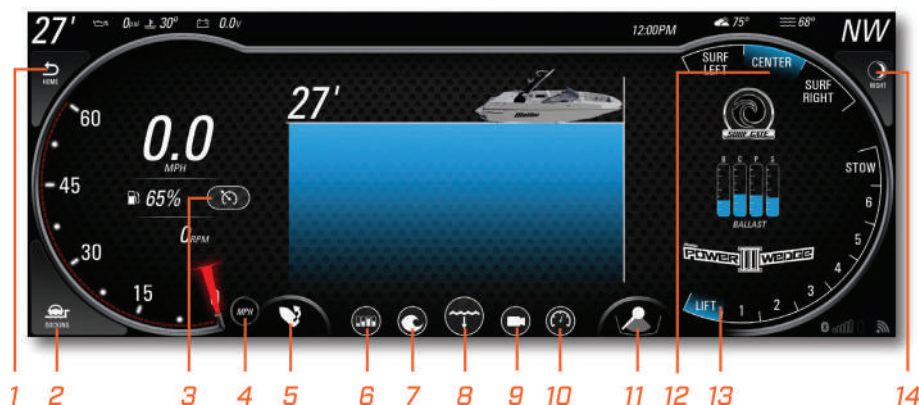 27' 0psi 30° 0.0v 12:00PM 75° 68° NW
HOME
SURF LEFT
CENTER
SURF RIGHT
NIGHT
60
45
30
15
0
0.0
MPH
65%
0RPM
27'
Malibu
SURF GATE
B C P S
BALLAST
POWER III WEDGE
STOW
6
5
4
3
2
1
LIFT
DOCKING
MPH
1 2 3 4 5 6 7 8 9 10 11 12 13 14